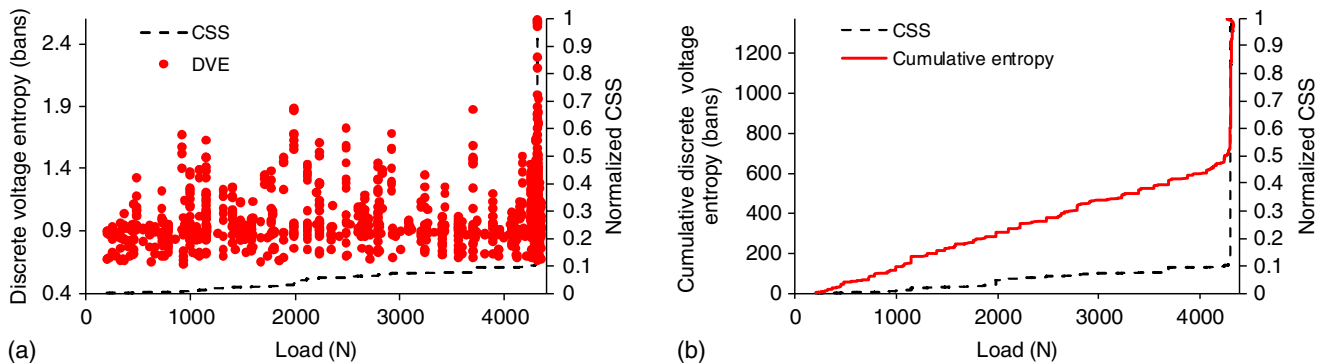 Discrete voltage entropy (bans)
2.4
1.9
1.4
0.9
0.4
CSS
DVE
1
0.9
0.8
0.7
0.6
0.5
0.4
0.3
0.2
0.1
0
Normalized CSS
0 1000 2000 3000 4000
(a)
Load (N)
Cumulative discrete voltage
entropy (bans)
1200
1000
800
600
400
200
0
CSS
Cumulative entropy
1
0.9
0.8
0.7
0.6
0.5
0.4
0.3
0.2
0.1
0
Normalized CSS
0 1000 2000 3000 4000
(b)
Load (N)